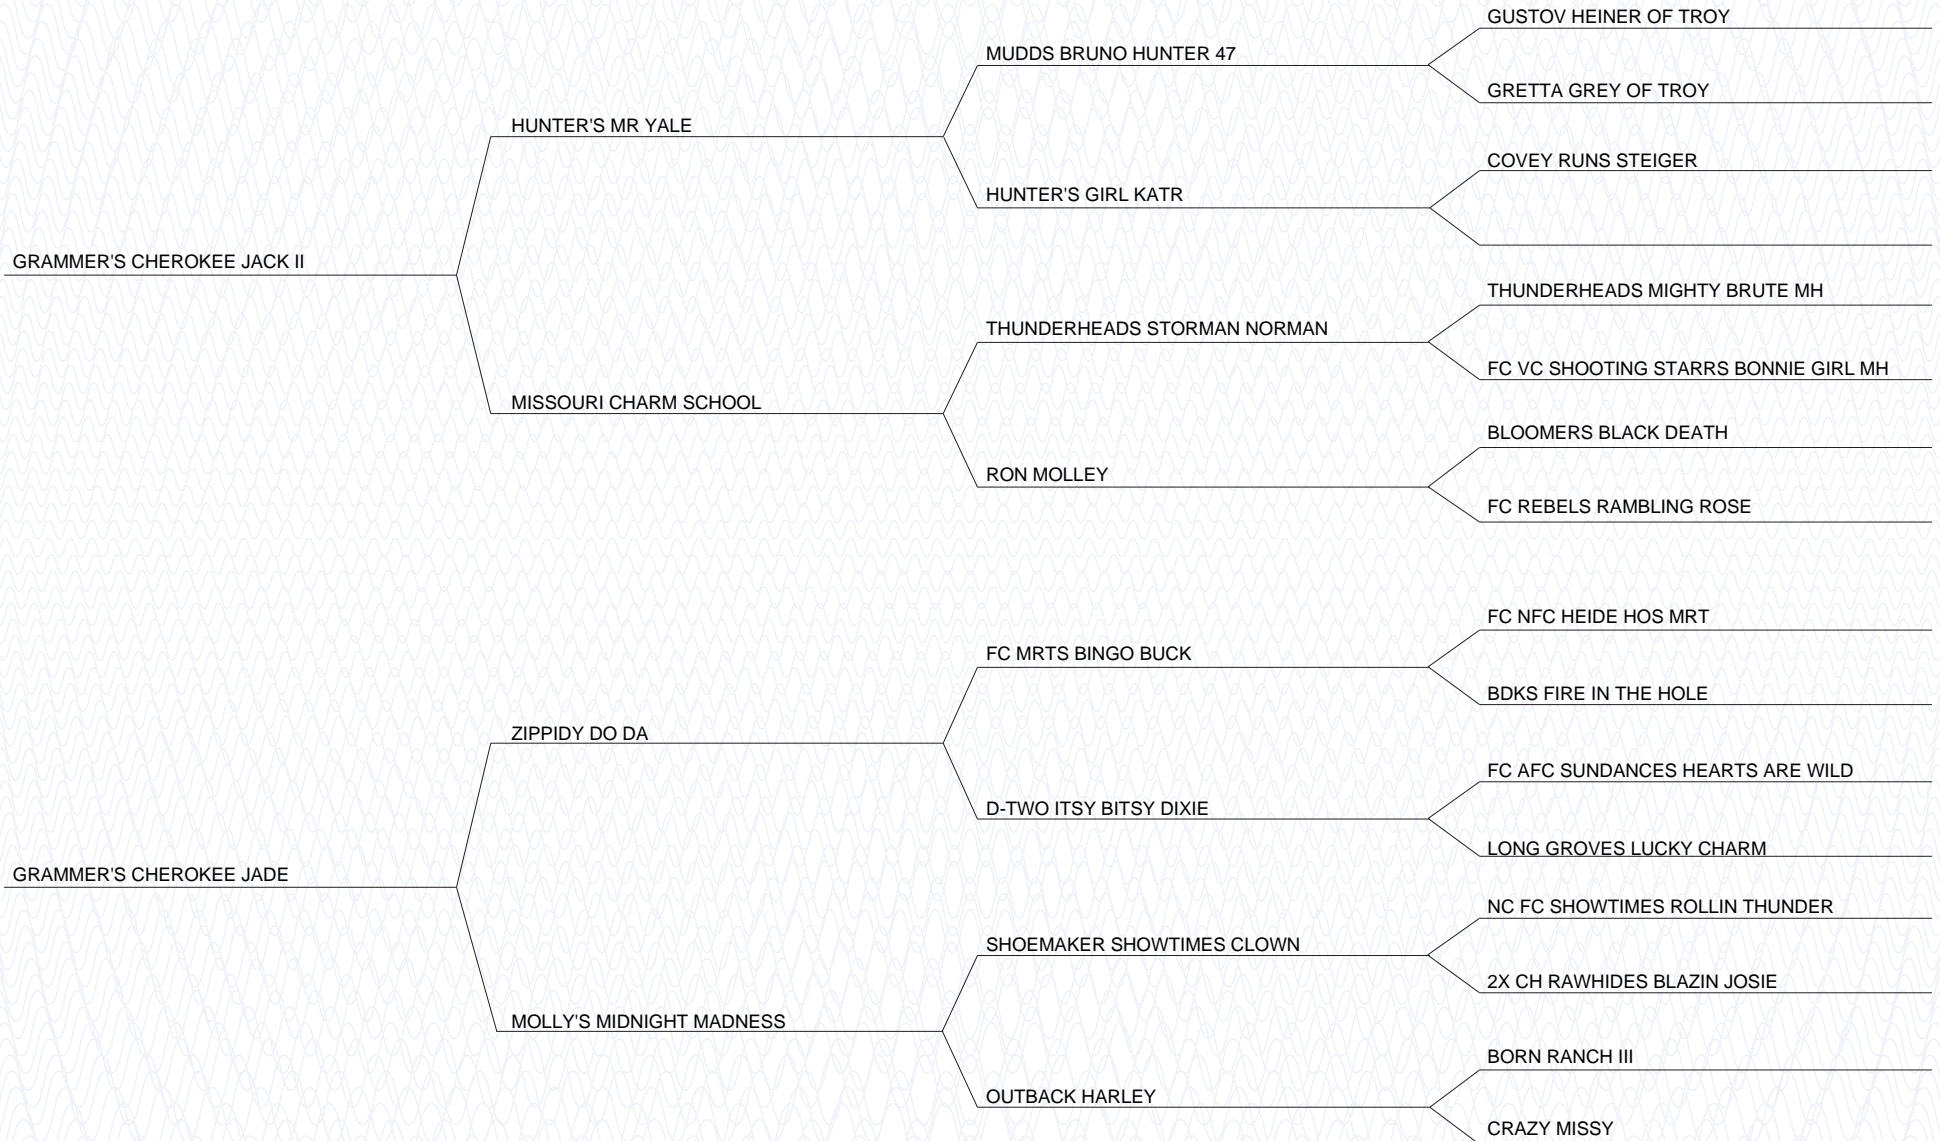 GUSTOV HEINER OF TROY
MUDDS BRUNO HUNTER 47
GRETTA GREY OF TROY
HUNTER'S MR YALE
COVEY RUNS STEIGER
HUNTER'S GIRL KATR
GRAMMER'S CHEROKEE JACK II
THUNDERHEADS MIGHTY BRUTE MH
THUNDERHEADS STORMAN NORMAN
FC VC SHOOTING STARRS BONNIE GIRL MH
MISSOURI CHARM SCHOOL
BLOOMERS BLACK DEATH
RON MOLLEY
FC REBELS RAMBLING ROSE
FC NFC HEIDE HOS MRT
FC MRTS BINGO BUCK
BDKS FIRE IN THE HOLE
ZIPPIDY DO DA
FC AFC SUNDANCES HEARTS ARE WILD
D-TWO ITSY BITSY DIXIE
LONG GROVES LUCKY CHARM
GRAMMER'S CHEROKEE JADE
NC FC SHOWTIMES ROLLIN THUNDER
SHOEMAKER SHOWTIMES CLOWN
2X CH RAWHIDES BLAZIN JOSIE
MOLLY'S MIDNIGHT MADNESS
BORN RANCH III
OUTBACK HARLEY
CRAZY MISSY